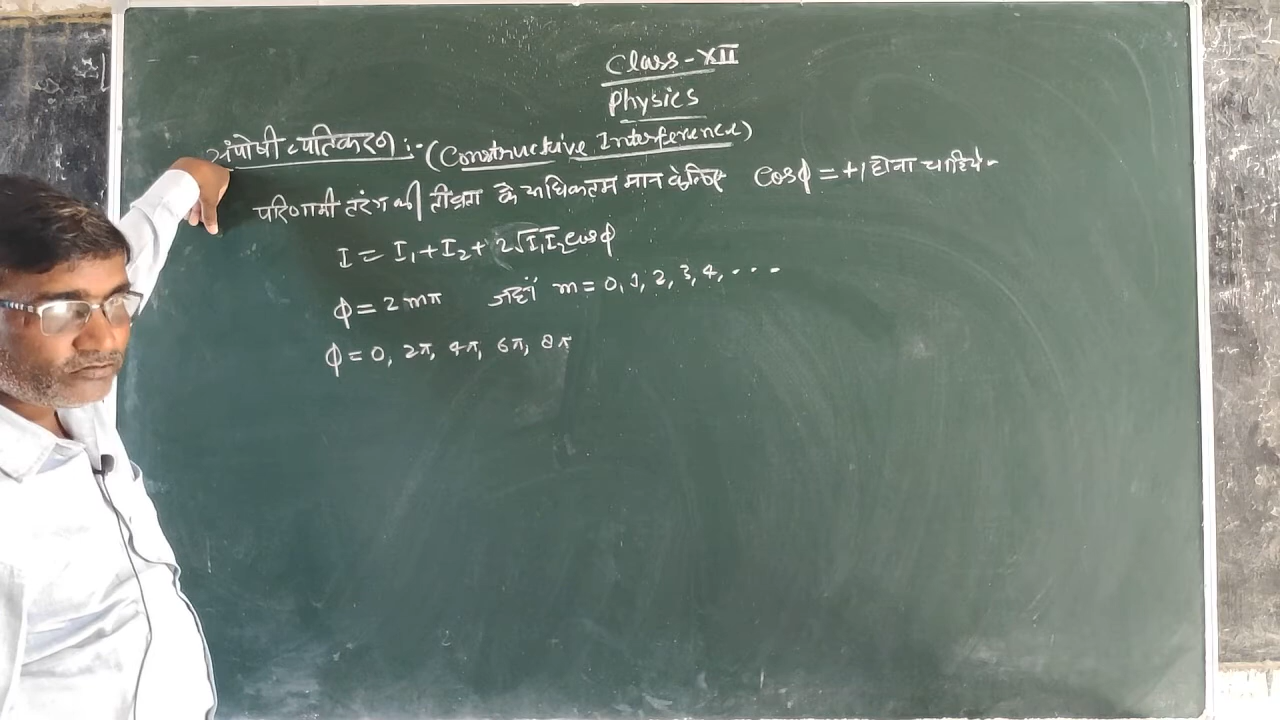 Class-XII
Physics
संपोषी व्यतिकरण :- (Constructive Interference)
परिणामी तरंग की तीव्रता के अधिकतम मान के लिए cosϕ = +1 होना चाहिये
I = I₁ + I₂ + 2√I₁I₂ cosϕ
ϕ = 2mπ जहाँ m = 0, 1, 2, 3, 4, . . .
ϕ = 0, 2π, 4π, 6π, 8π